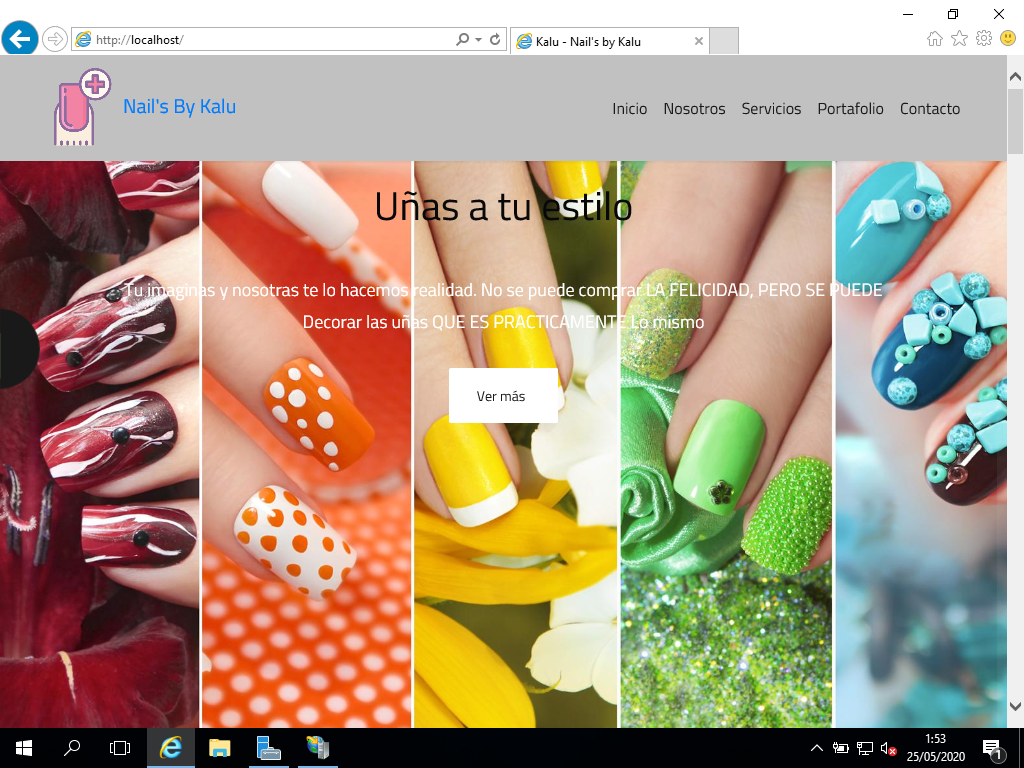 http://localhost/
Kalu - Nail's by Kalu
Nail's By Kalu
Inicio Nosotros Servicios Portafolio Contacto
Uñas a tu estilo
Tu imaginas y nosotras te lo hacemos realidad. No se puede comprar LA FELICIDAD, PERO SE PUEDE
Decorar las uñas QUE ES PRACTICAMENTE Lo mismo
Ver más
1:53
25/05/2020
1